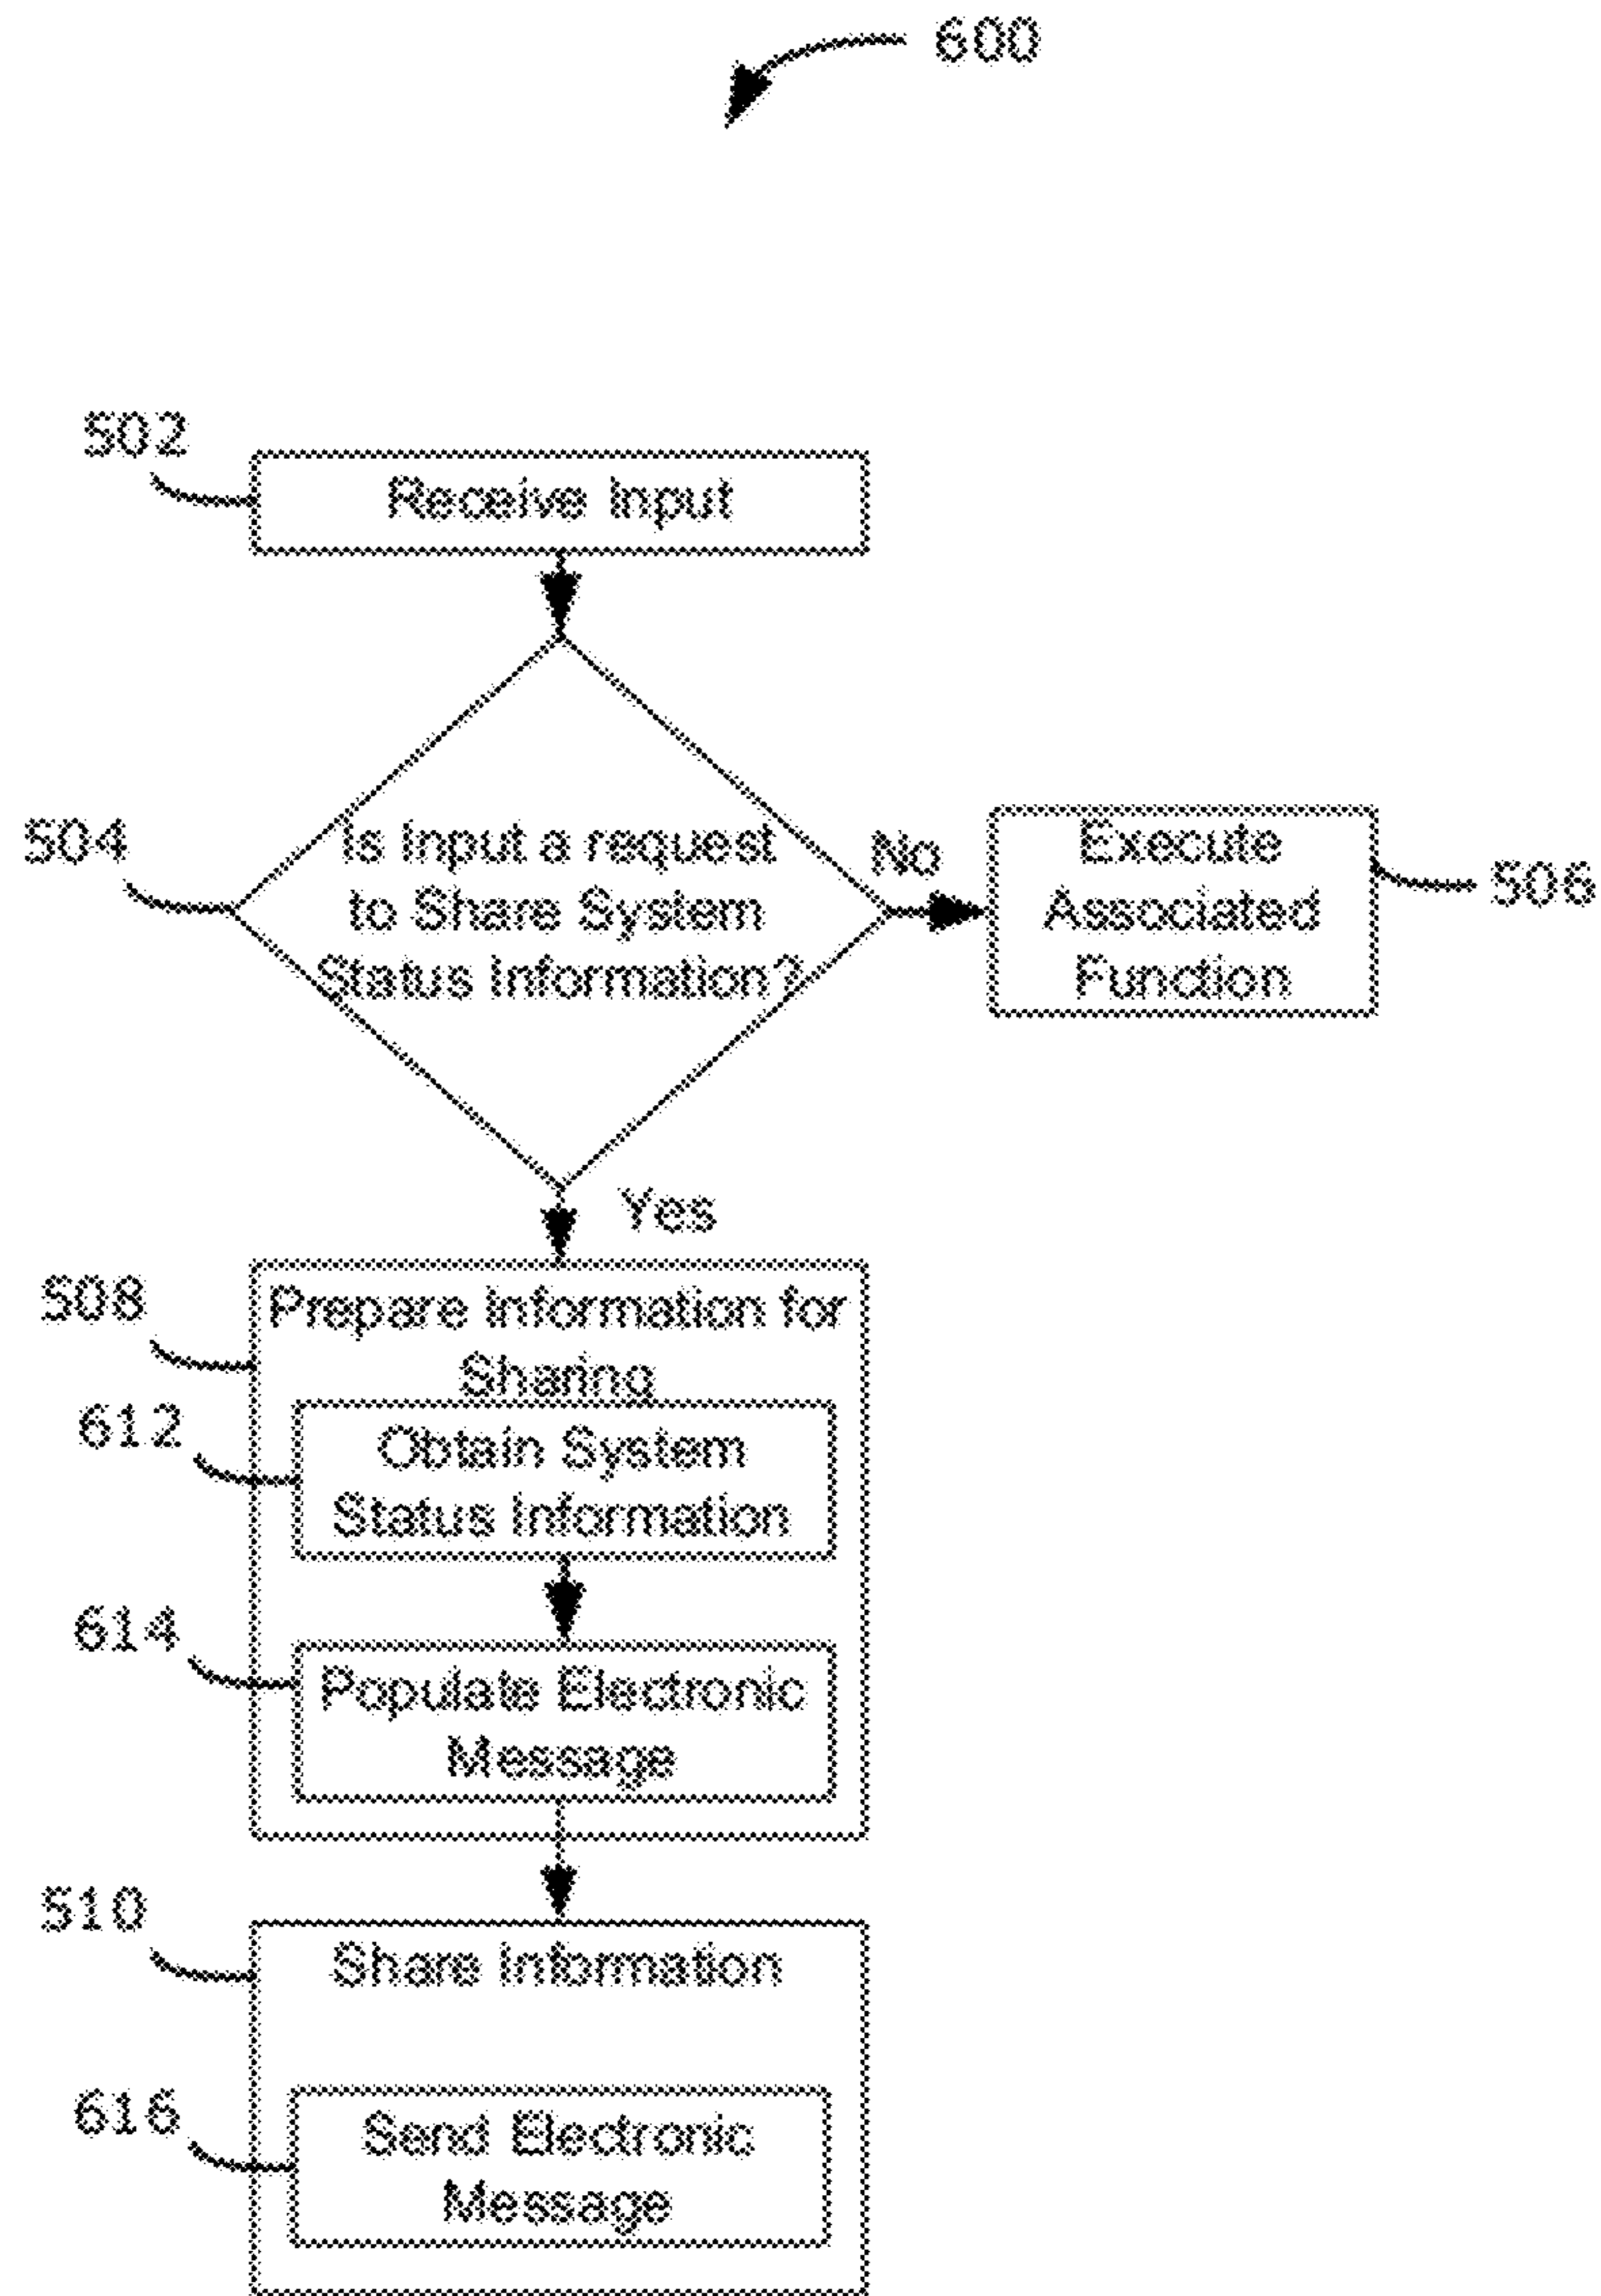 600
502
Receive Input
504
Is Input a request
to Share System
Status Information?
No
Execute
Associated
Function
506
Yes
508
Prepare Information for
Sharing
612
Obtain System
Status Information
614
Populate Electronic
Message
510
Share Information
616
Send Electronic
Message